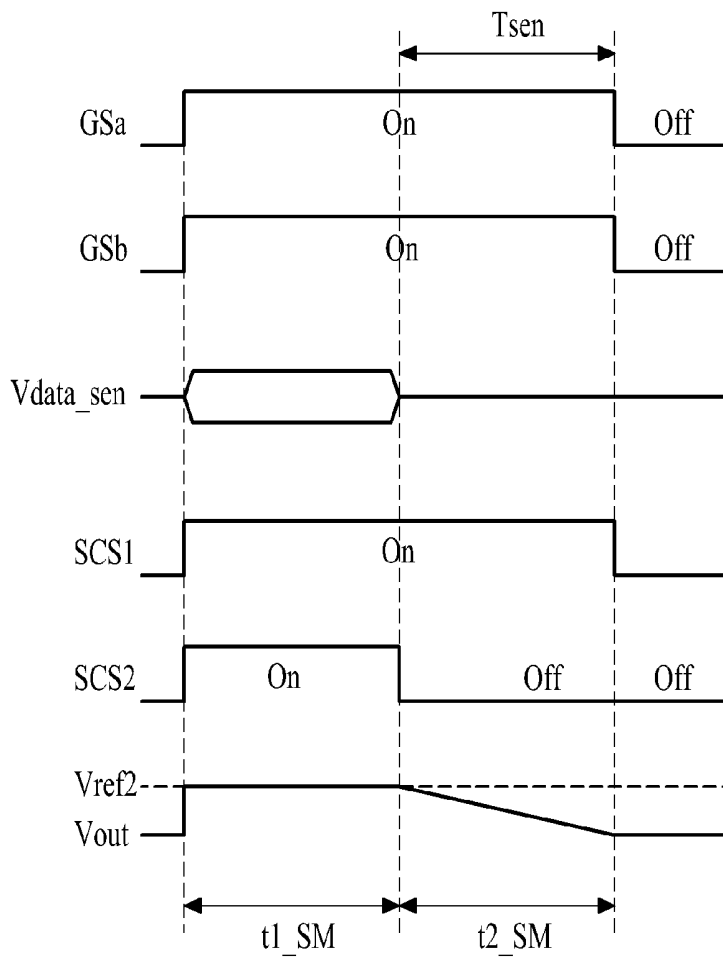 Tsen
GSa
On
Off
GSb
On
Off
Vdata_sen
SCS1
On
SCS2
On
Off
Off
Vref2
Vout
t1_SM
t2_SM